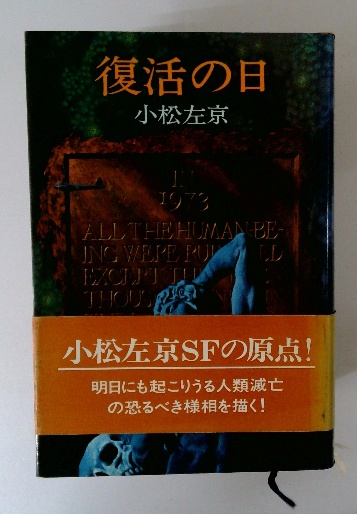 復活の日
小松左京
IN
1973
ALL THE HUMAN BE-
ING WERE
THOUS
小松左京SFの原点!
明日にも起こりうる人類滅亡
の恐るべき様相を描く!